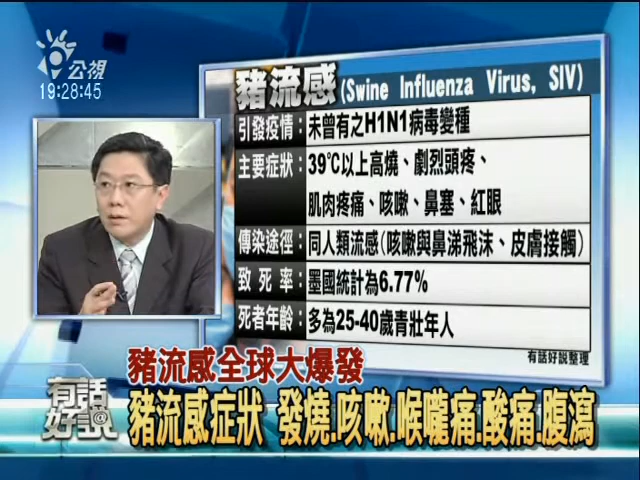 公視
19:28:45
豬流感(Swine Influenza Virus, SIV)
引發疫情：未曾有之H1N1病毒變種
主要症狀：39℃以上高燒、劇烈頭疼、
肌肉疼痛、咳嗽、鼻塞、紅眼
傳染途徑：同人類流感(咳嗽與鼻涕飛沫、皮膚接觸)
致 死 率：墨國統計為6.77%
死者年齡：多為25-40歲青壯年人
有話好說整理
豬流感全球大爆發
有話
好說@
豬流感症狀 發燒.咳嗽.喉嚨痛.酸痛.腹瀉